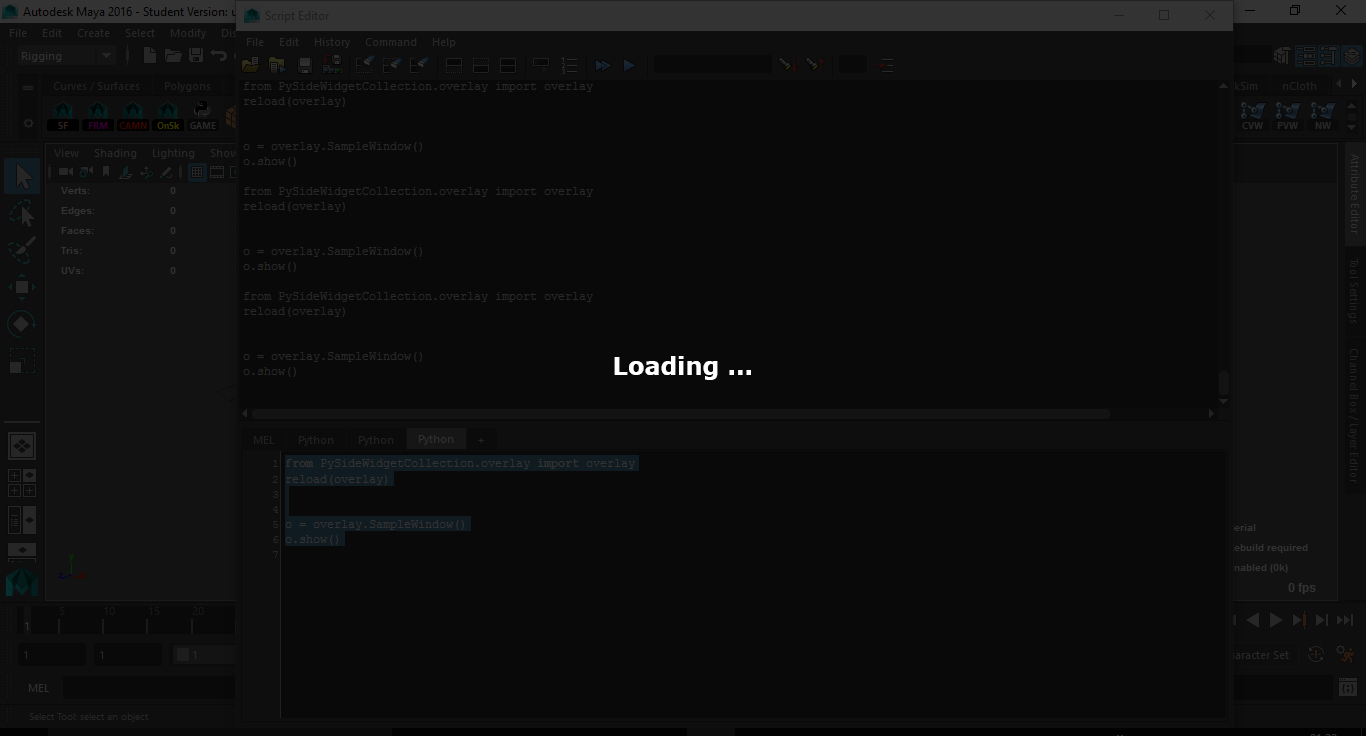 Autodesk Maya 2016 - Student Version:
Script Editor
File Edit Create Select Modify
File Edit History Command Help
Rigging
Curves / Surfaces Polygons
nCloth
SF FRM CAMN OnSk GAME
CVW PVW NW
View Shading Lighting Show
Verts: 0
Edges: 0
Faces: 0
Tris: 0
UVs: 0
from PySideWidgetCollection.overlay import overlay
reload(overlay)
o = overlay.SampleWindow()
o.show()
from PySideWidgetCollection.overlay import overlay
reload(overlay)
o = overlay.SampleWindow()
o.show()
from PySideWidgetCollection.overlay import overlay
reload(overlay)
o = overlay.SampleWindow()
o.show()
Loading ...
MEL Python Python Python +
1 from PySideWidgetCollection.overlay import overlay
2 reload(overlay)
3
4
5 o = overlay.SampleWindow()
6 o.show()
7
Attribute Editor
Tool Settings
Channel Box / Layer Editor
erial
ebuild required
nabled (0k)
0 fps
5 10 15 20
1
1 1 1
aracter Set
MEL
Select Tool: select an object